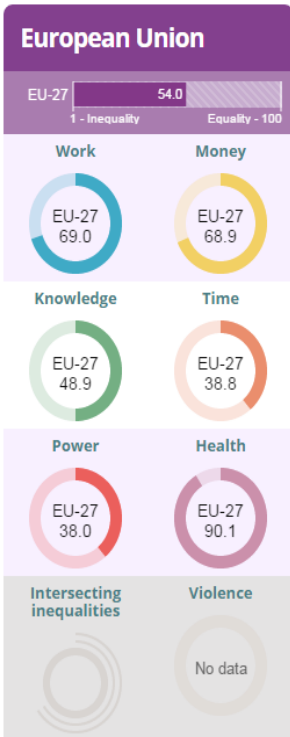 European Union
EU-27 54.0
1 - Inequality Equality - 100
Work Money
EU-27 EU-27
69.0 68.9
Knowledge Time
EU-27 EU-27
48.9 38.8
Power Health
EU-27 EU-27
38.0 90.1
Intersecting inequalities Violence
No data